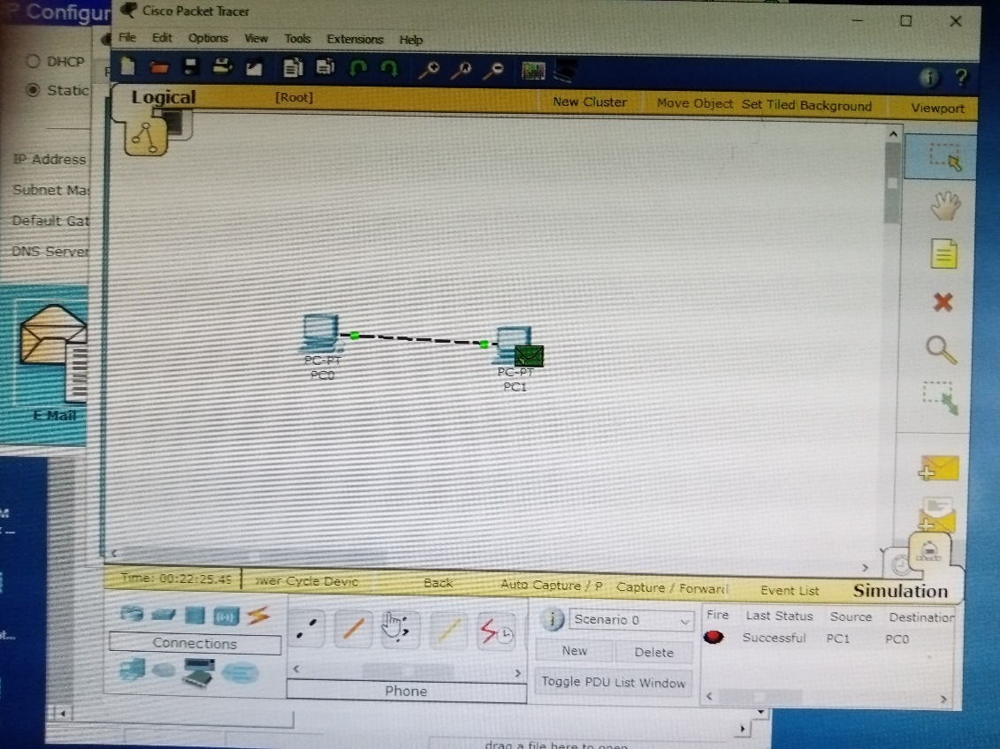 Configur
DHCP
Static
IP Address
Subnet Mas
Default Gat
DNS Server
E Mail
Cisco Packet Tracer
File Edit Options View Tools Extensions Help
Logical [Root] New Cluster Move Object Set Tiled Background Viewport
PC-PT
PC0
PC-PT
PC1
Time: 00:22:25.45 wer Cycle Devic Back Auto Capture / P Capture / Forward Event List Simulation
Connections
Phone
Scenario 0
New Delete
Toggle PDU List Window
Fire Last Status Source Destination
Successful PC1 PC0
drag a file here to open